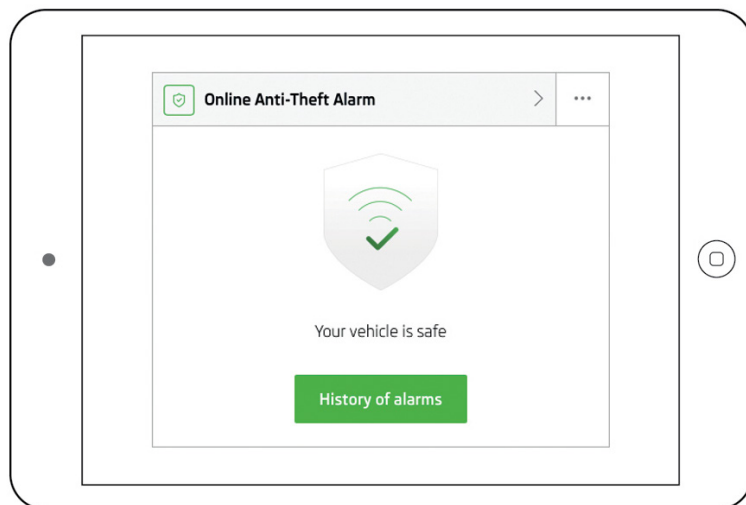 Online Anti-Theft Alarm
Your vehicle is safe
History of alarms